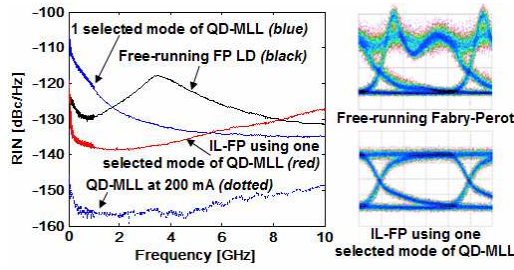 -100
-110
-120
-130
-140
-150
-160
RIN [dBc/Hz]
1 selected mode of QD-MLL (blue)
Free-running FP LD (black)
IL-FP using one
selected mode of QD-MLL (red)
QD-MLL at 200 mA (dotted)
0 2 4 6 8 10
Frequency [GHz]
Free-running Fabry-Perot
IL-FP using one
selected mode of QD-MLL